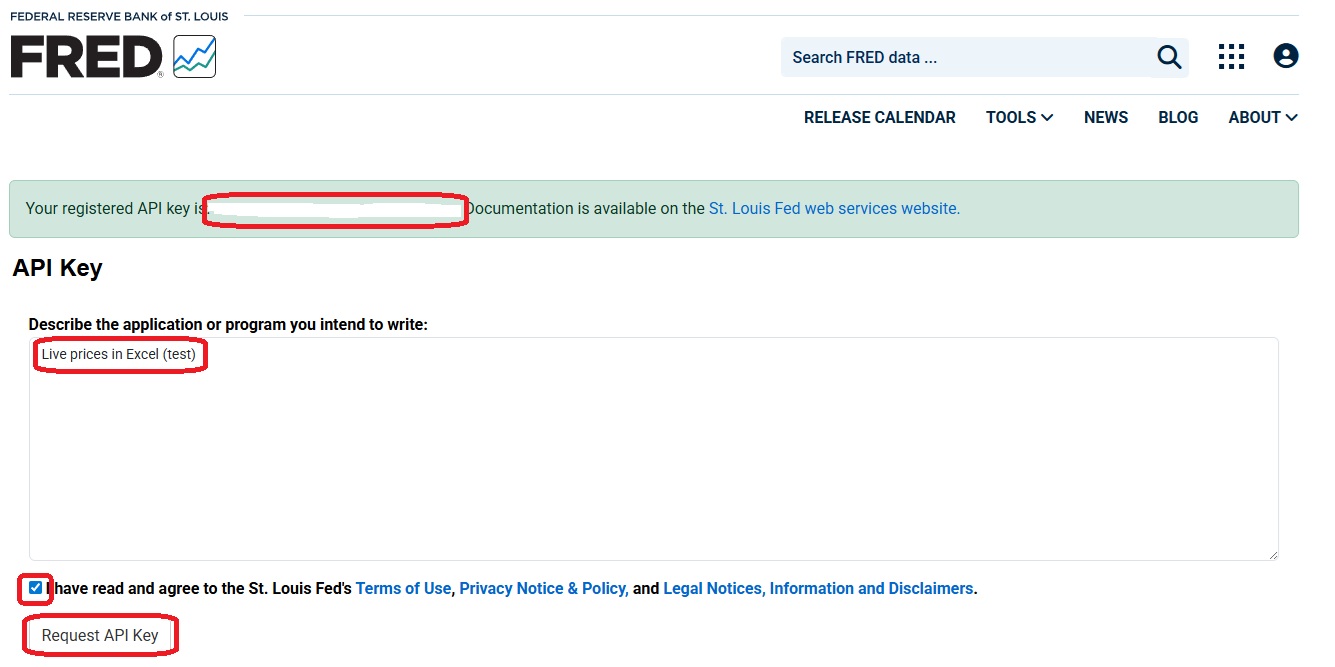 FEDERAL RESERVE BANK of ST. LOUIS
FRED®
Search FRED data ...
RELEASE CALENDAR TOOLS NEWS BLOG ABOUT
Your registered API key is: Documentation is available on the St. Louis Fed web services website.
API Key
Describe the application or program you intend to write:
Live prices in Excel (test)
I have read and agree to the St. Louis Fed's Terms of Use, Privacy Notice & Policy, and Legal Notices, Information and Disclaimers.
Request API Key